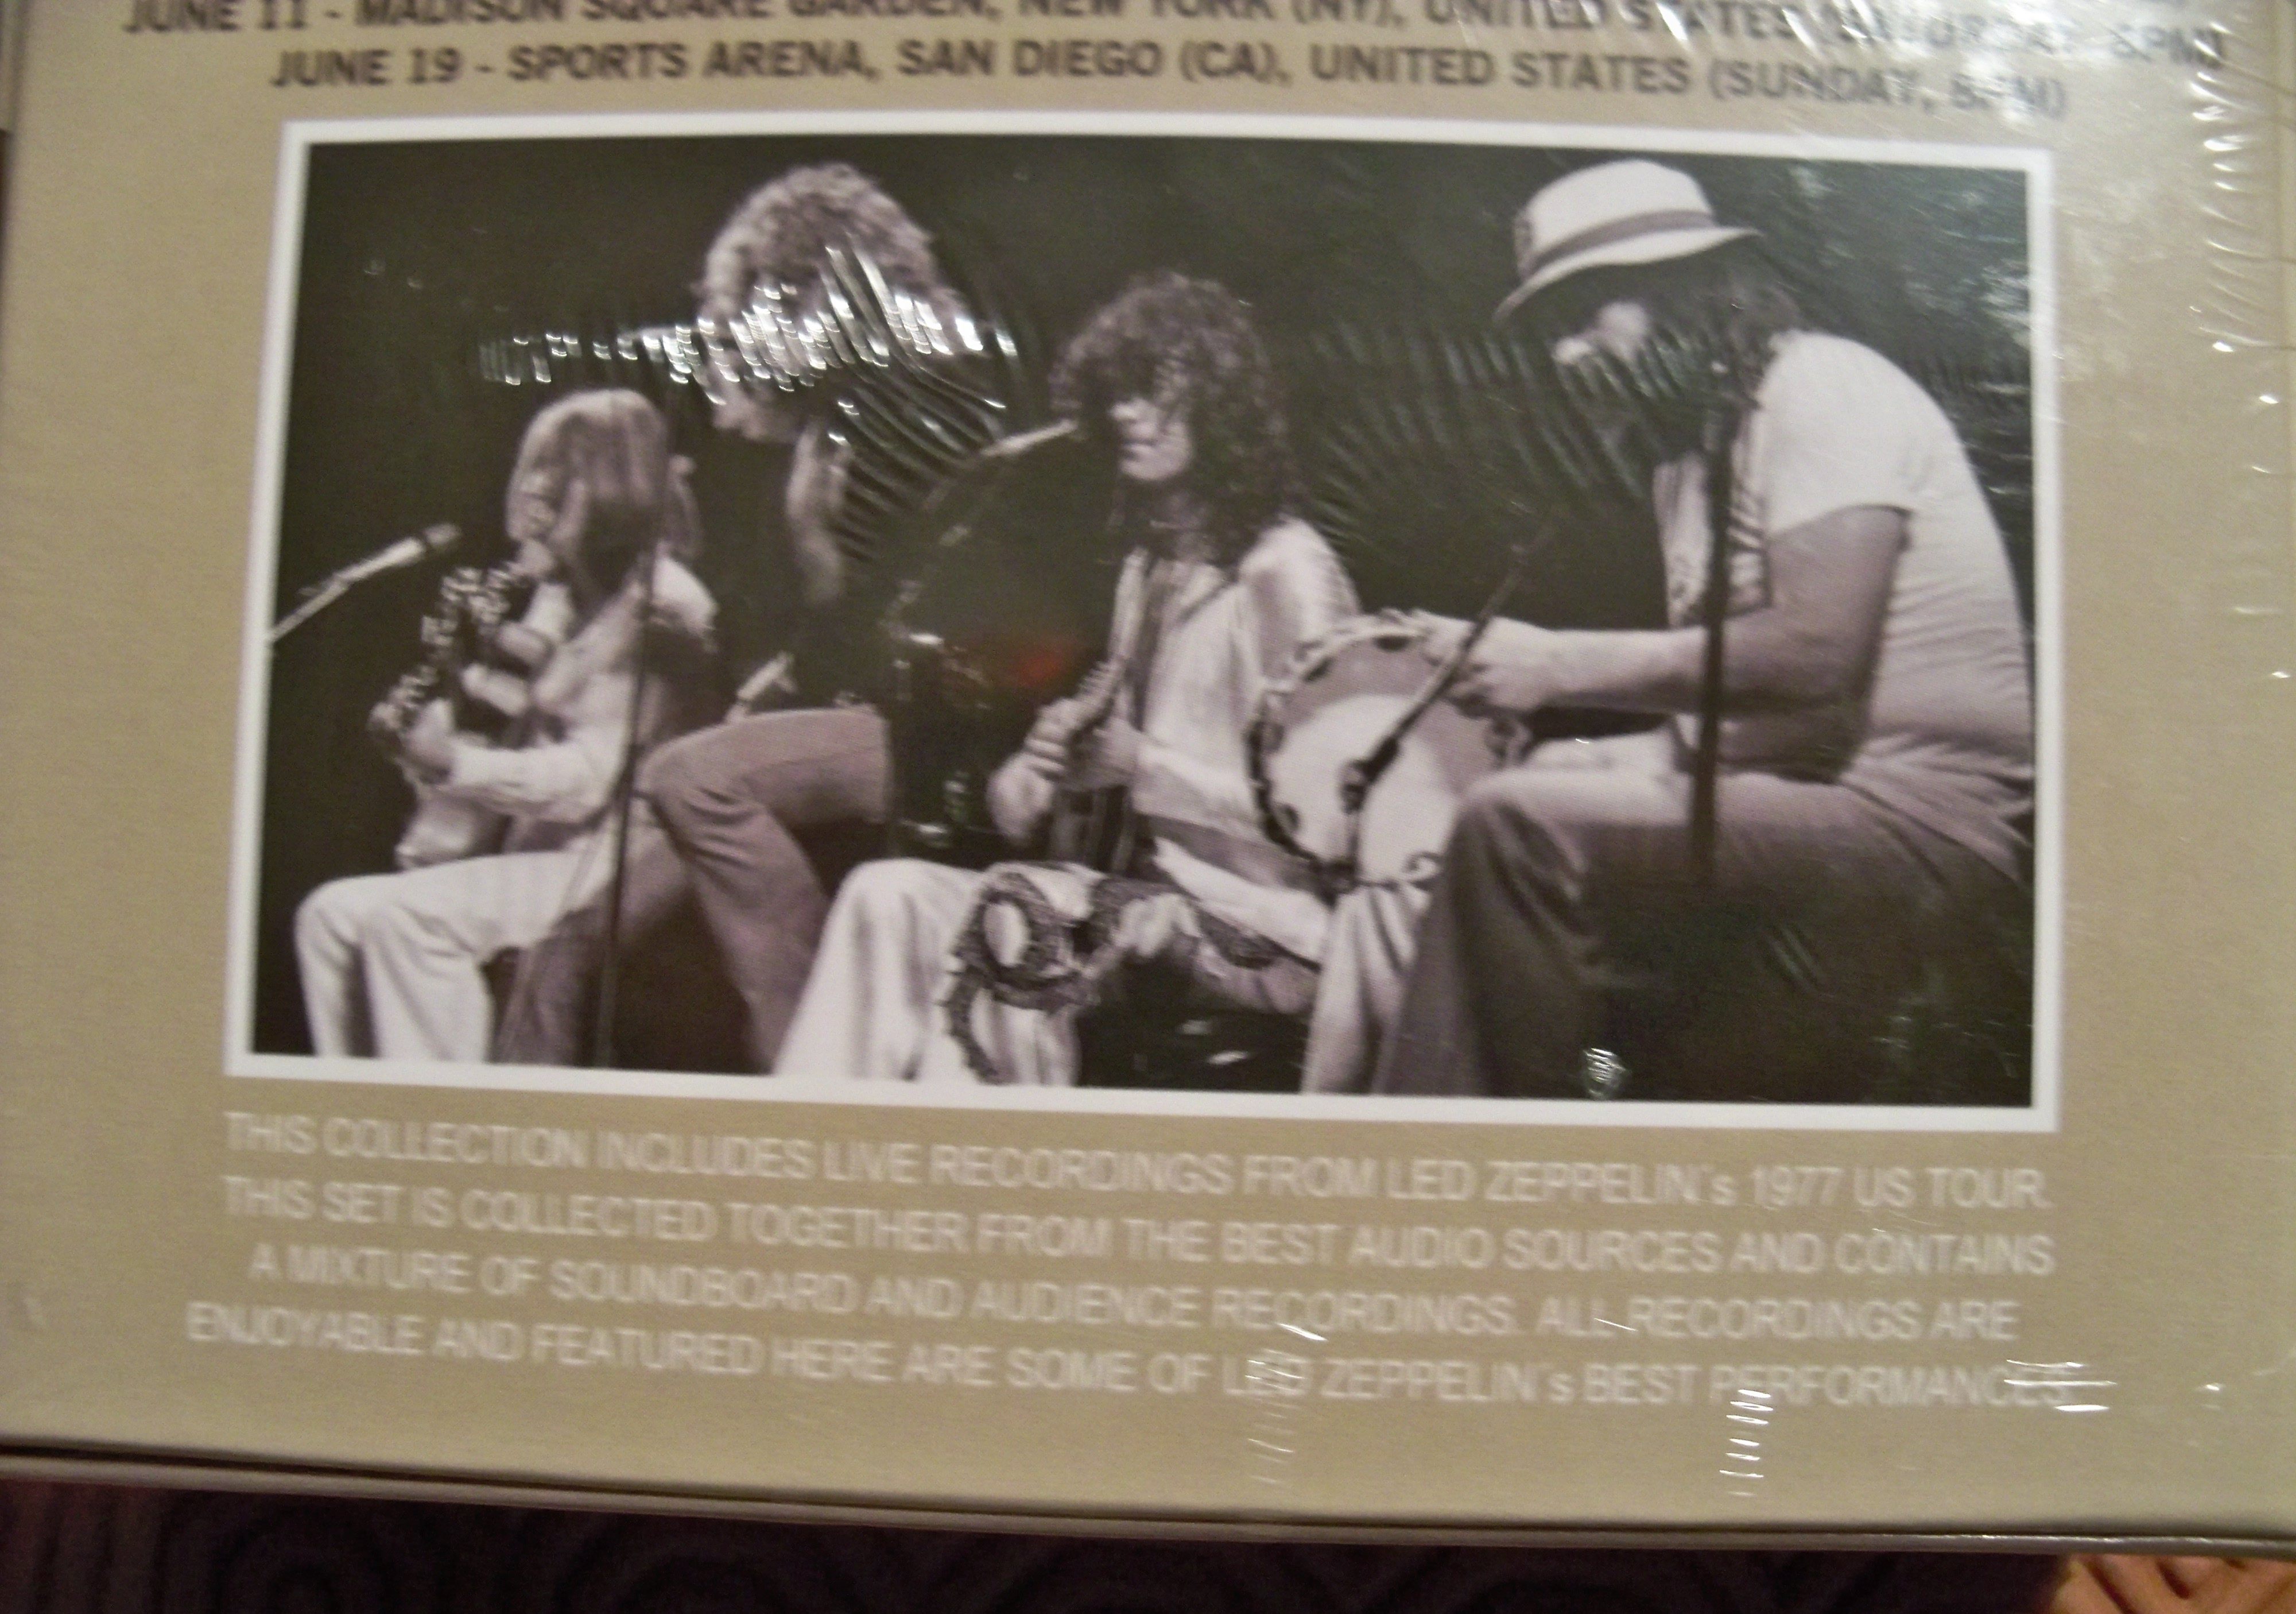 JUNE 11 - MADISON SQUARE GARDEN, NEW YORK (NY), UNITED STATES (SATURDAY, 8PM)
JUNE 19 - SPORTS ARENA, SAN DIEGO (CA), UNITED STATES (SUNDAY, 8PM)
THIS COLLECTION INCLUDES LIVE RECORDINGS FROM LED ZEPPELIN´s 1977 US TOUR.
THIS SET IS COLLECTED TOGETHER FROM THE BEST AUDIO SOURCES AND CONTAINS
A MIXTURE OF SOUNDBOARD AND AUDIENCE RECORDINGS. ALL RECORDINGS ARE
ENJOYABLE AND FEATURED HERE ARE SOME OF LED ZEPPELIN´s BEST PERFORMANCES.